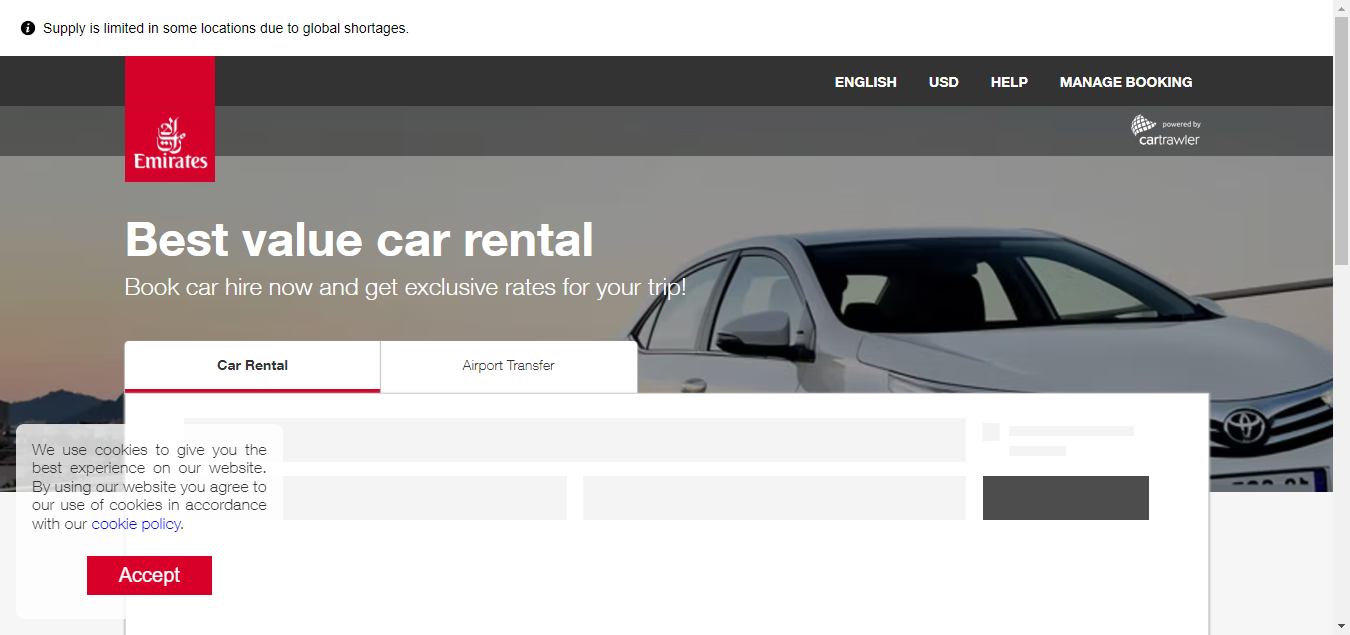 Supply is limited in some locations due to global shortages.
ENGLISH USD HELP MANAGE BOOKING
Emirates
powered by
cartrawler
Best value car rental
Book car hire now and get exclusive rates for your trip!
Car Rental Airport Transfer
We use cookies to give you the
best experience on our website.
By using our website you agree to
our use of cookies in accordance
with our cookie policy.
Accept